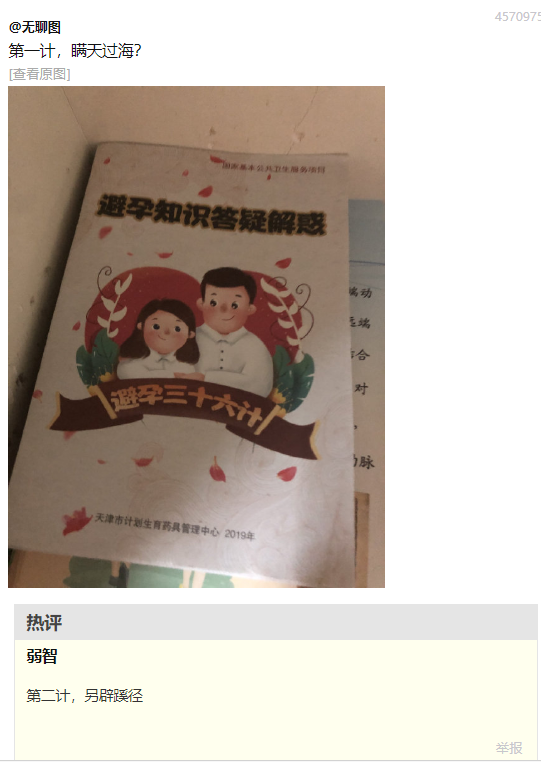 4570975
@无聊图
第一计，瞒天过海?
[查看原图]
国家基本公共卫生服务项目
避孕知识答疑解惑
避孕三十六计
天津市计划生育药具管理中心 2019年
端动
端
合
对
脉
热评
弱智
第二计，另辟蹊径
举报